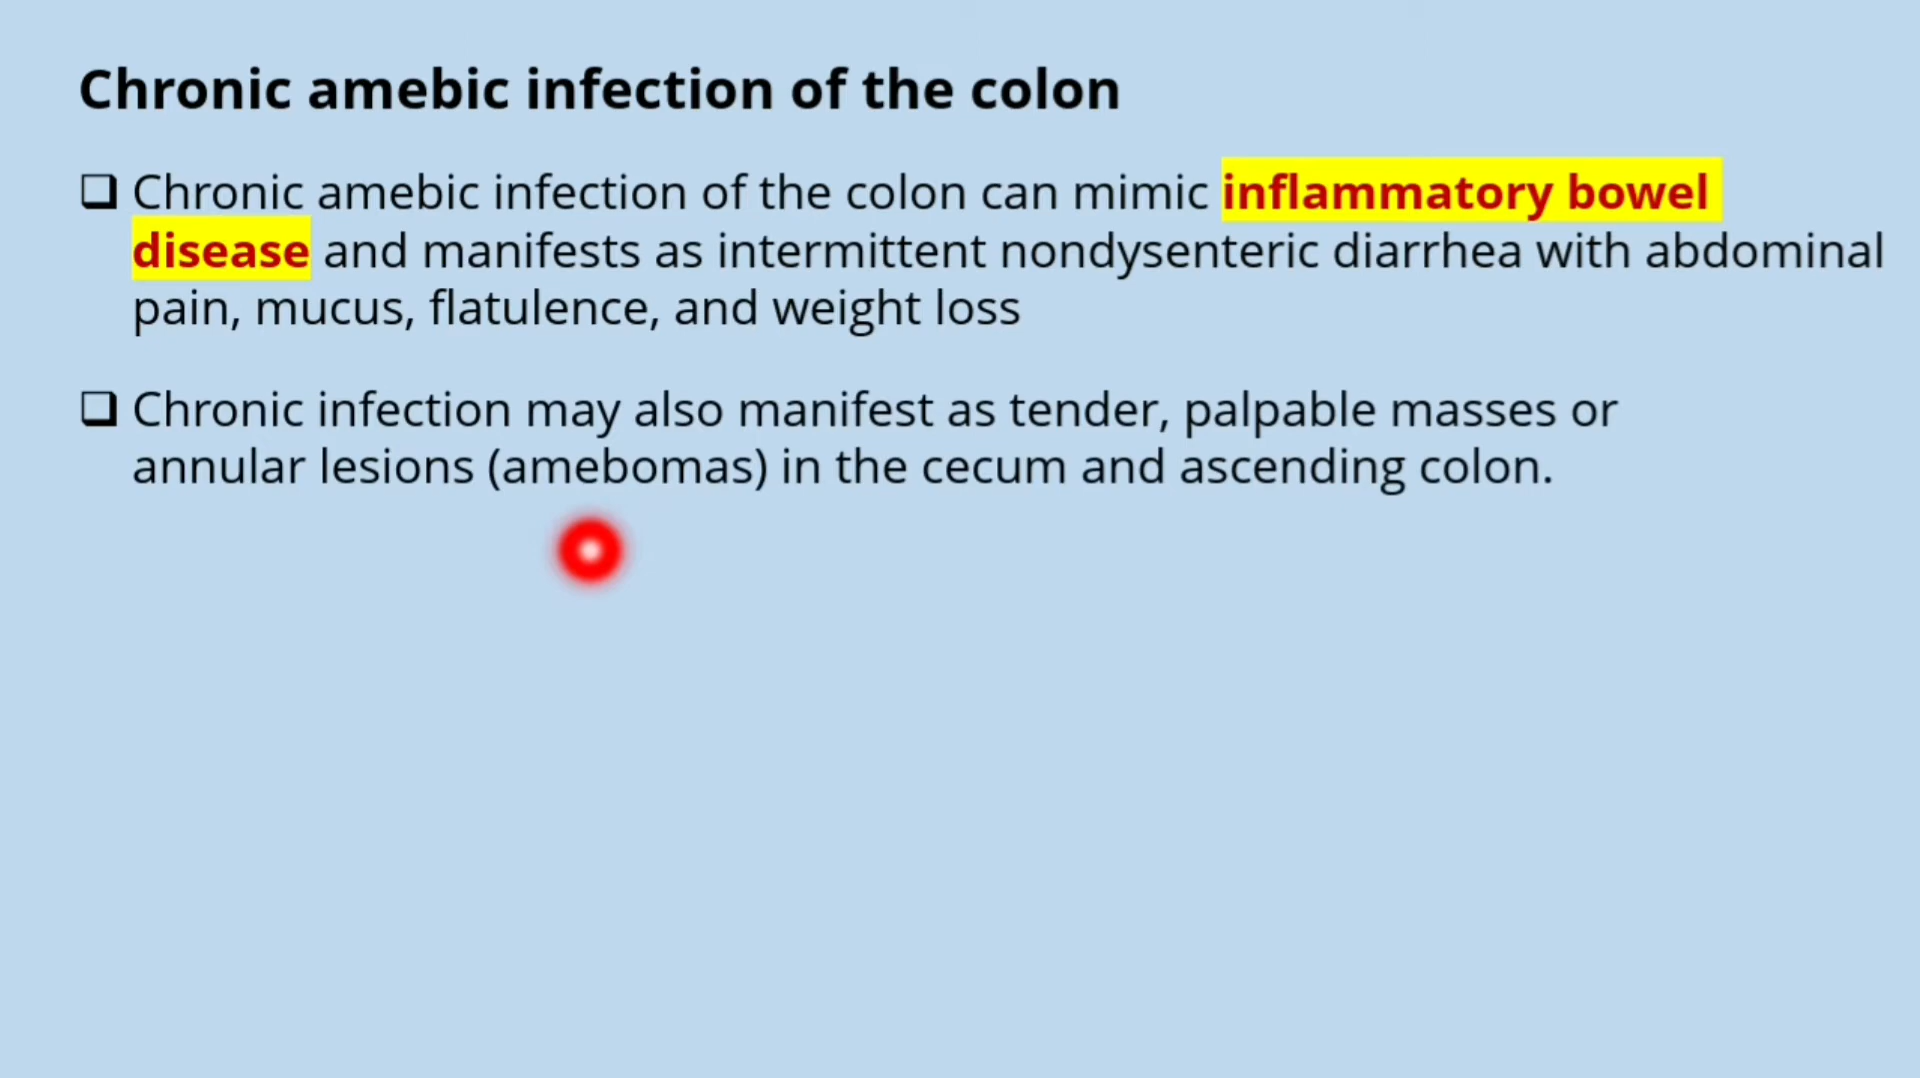 Chronic amebic infection of the colon
❑ Chronic amebic infection of the colon can mimic inflammatory bowel
disease and manifests as intermittent nondysenteric diarrhea with abdominal
pain, mucus, flatulence, and weight loss
❑ Chronic infection may also manifest as tender, palpable masses or
annular lesions (amebomas) in the cecum and ascending colon.